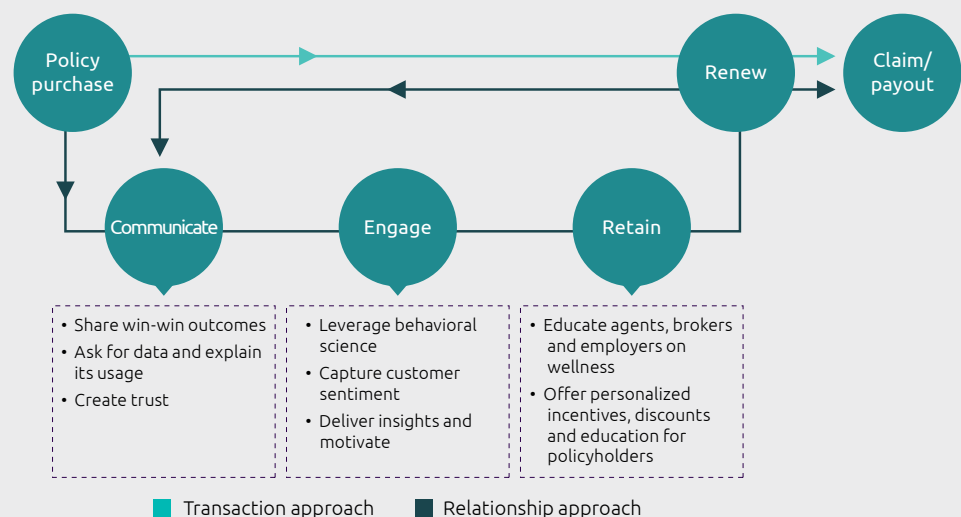 Policy
purchase
Renew
Claim/
payout
Communicate
Engage
Retain
• Share win-win outcomes
• Ask for data and explain
its usage
• Create trust
• Leverage behavioral
science
• Capture customer
sentiment
• Deliver insights and
motivate
• Educate agents, brokers
and employers on
wellness
• Offer personalized
incentives, discounts
and education for
policyholders
Transaction approach
Relationship approach